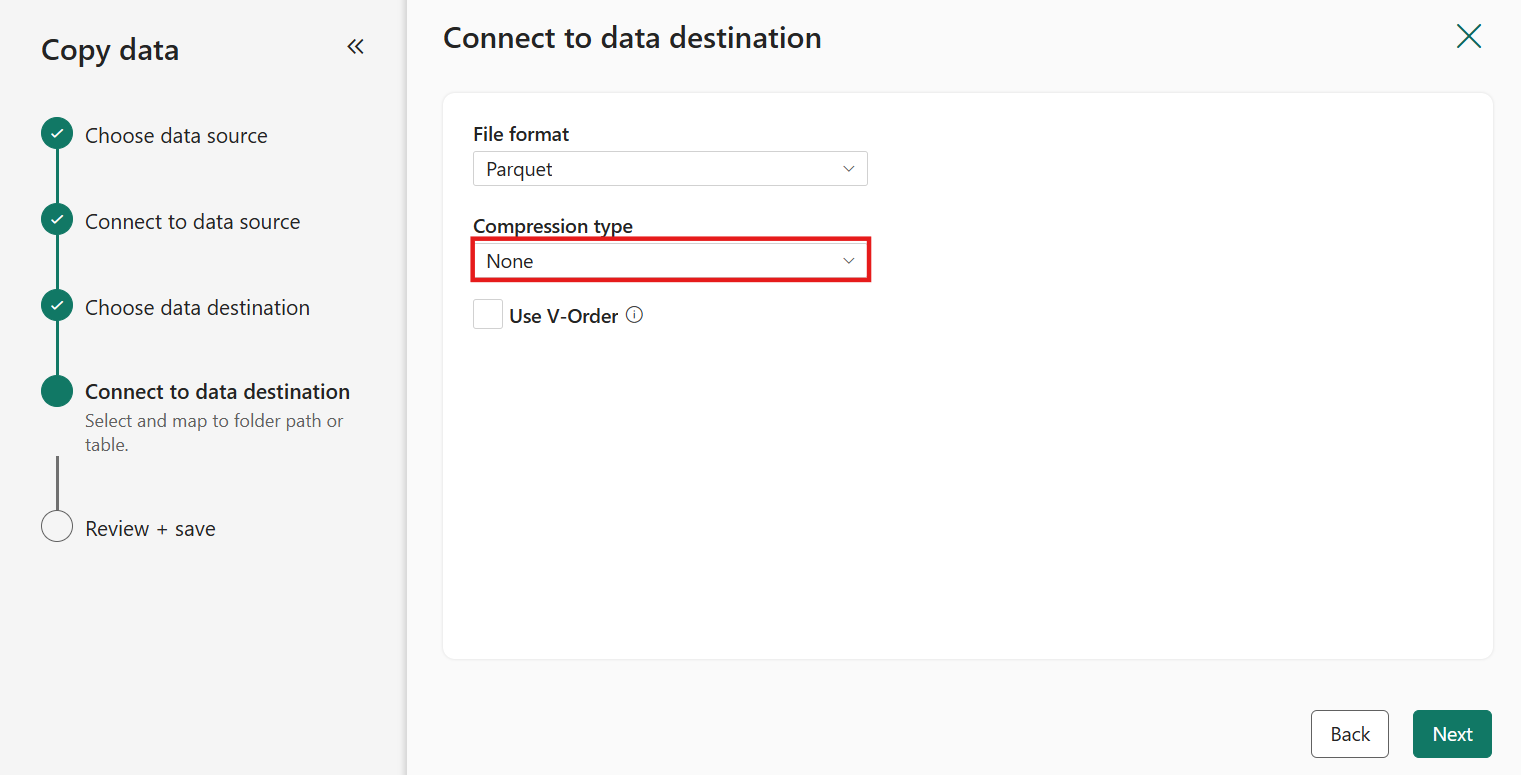 Copy data
Choose data source
Connect to data source
Choose data destination
Connect to data destination
Select and map to folder path or
table.
Review + save
Connect to data destination
File format
Parquet
Compression type
None
Use V-Order
Back
Next